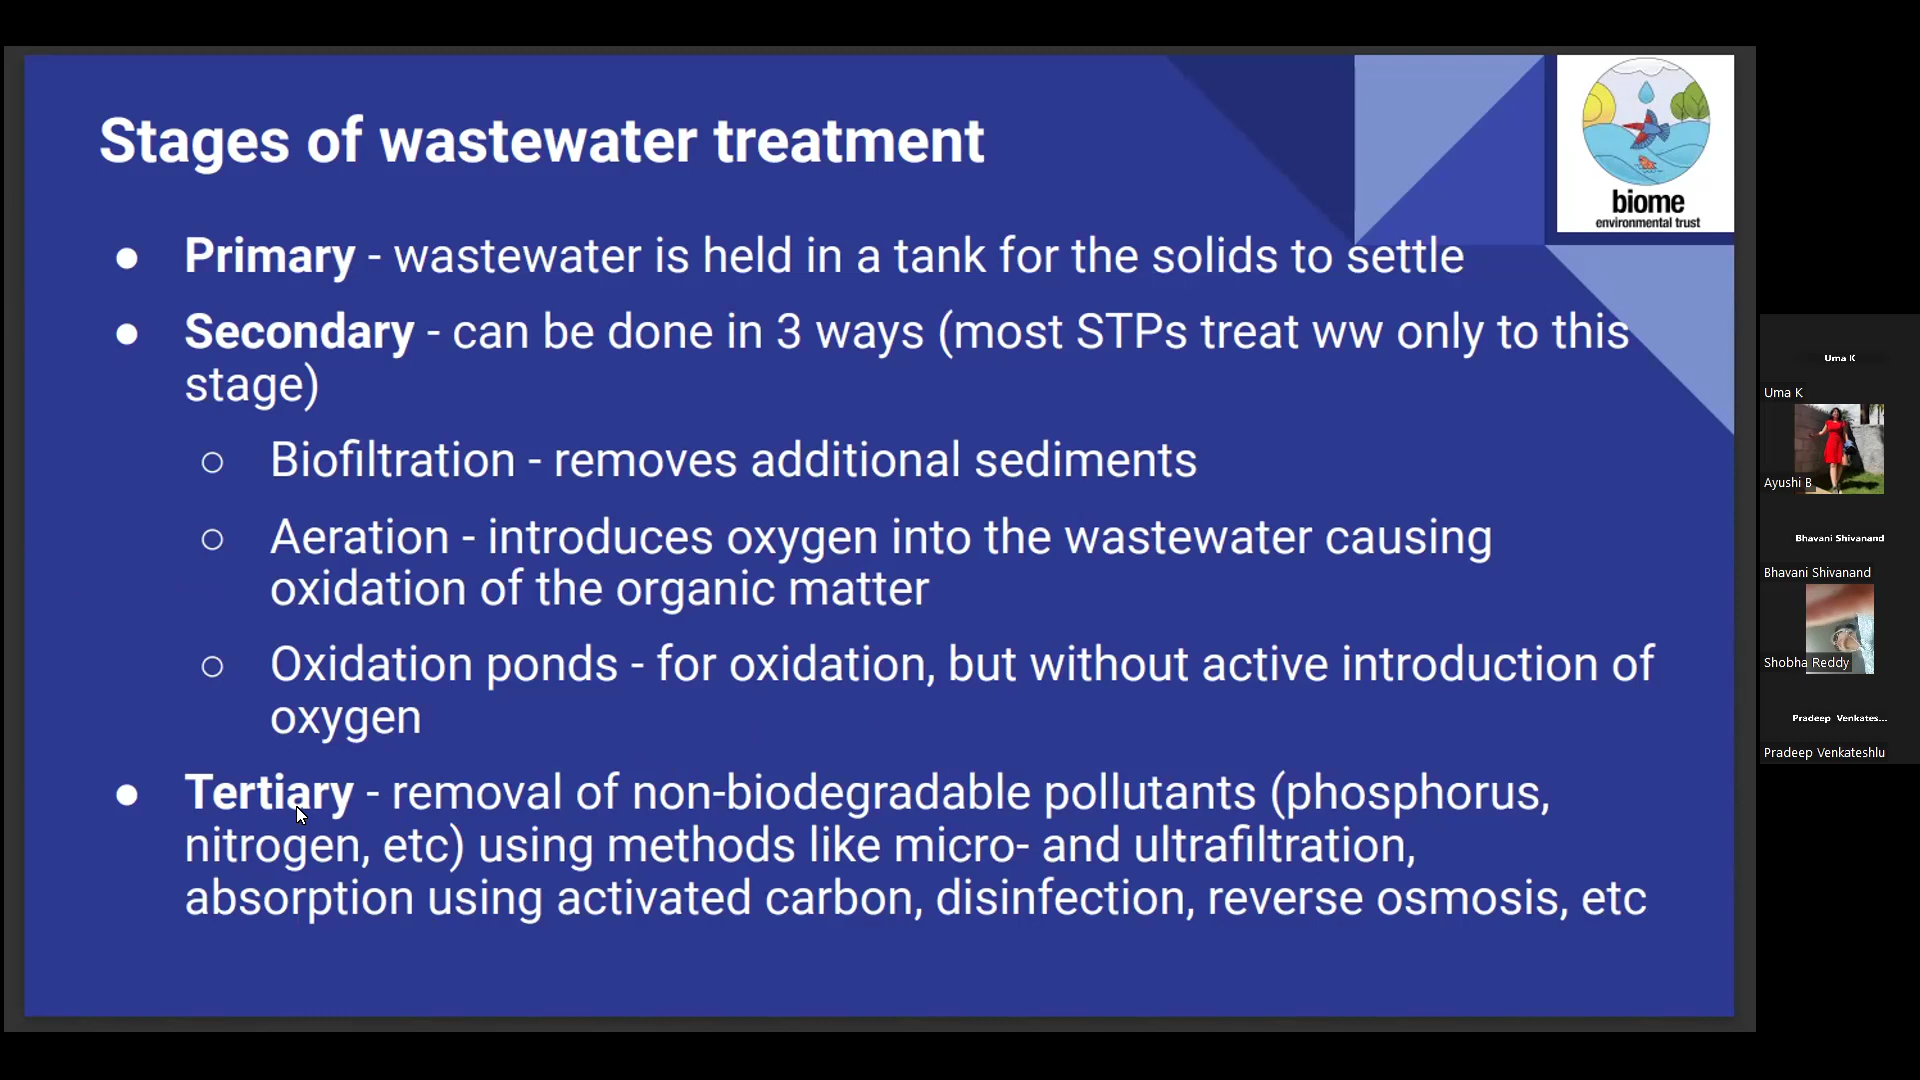 Stages of wastewater treatment
biome
environmental trust
● Primary - wastewater is held in a tank for the solids to settle
● Secondary - can be done in 3 ways (most STPs treat ww only to this
stage)
○ Biofiltration - removes additional sediments
○ Aeration - introduces oxygen into the wastewater causing
oxidation of the organic matter
○ Oxidation ponds - for oxidation, but without active introduction of
oxygen
● Tertiary - removal of non-biodegradable pollutants (phosphorus,
nitrogen, etc) using methods like micro- and ultrafiltration,
absorption using activated carbon, disinfection, reverse osmosis, etc
Uma K
Uma K
Ayushi B
Bhavani Shivanand
Bhavani Shivanand
Shobha Reddy
Pradeep Venkates...
Pradeep Venkateshlu